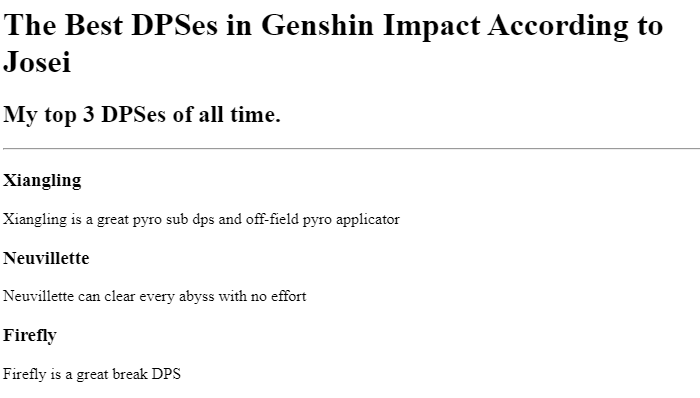 The Best DPSes in Genshin Impact According to
Josei
My top 3 DPSes of all time.
Xiangling
Xiangling is a great pyro sub dps and off-field pyro applicator
Neuvillette
Neuvillette can clear every abyss with no effort
Firefly
Firefly is a great break DPS